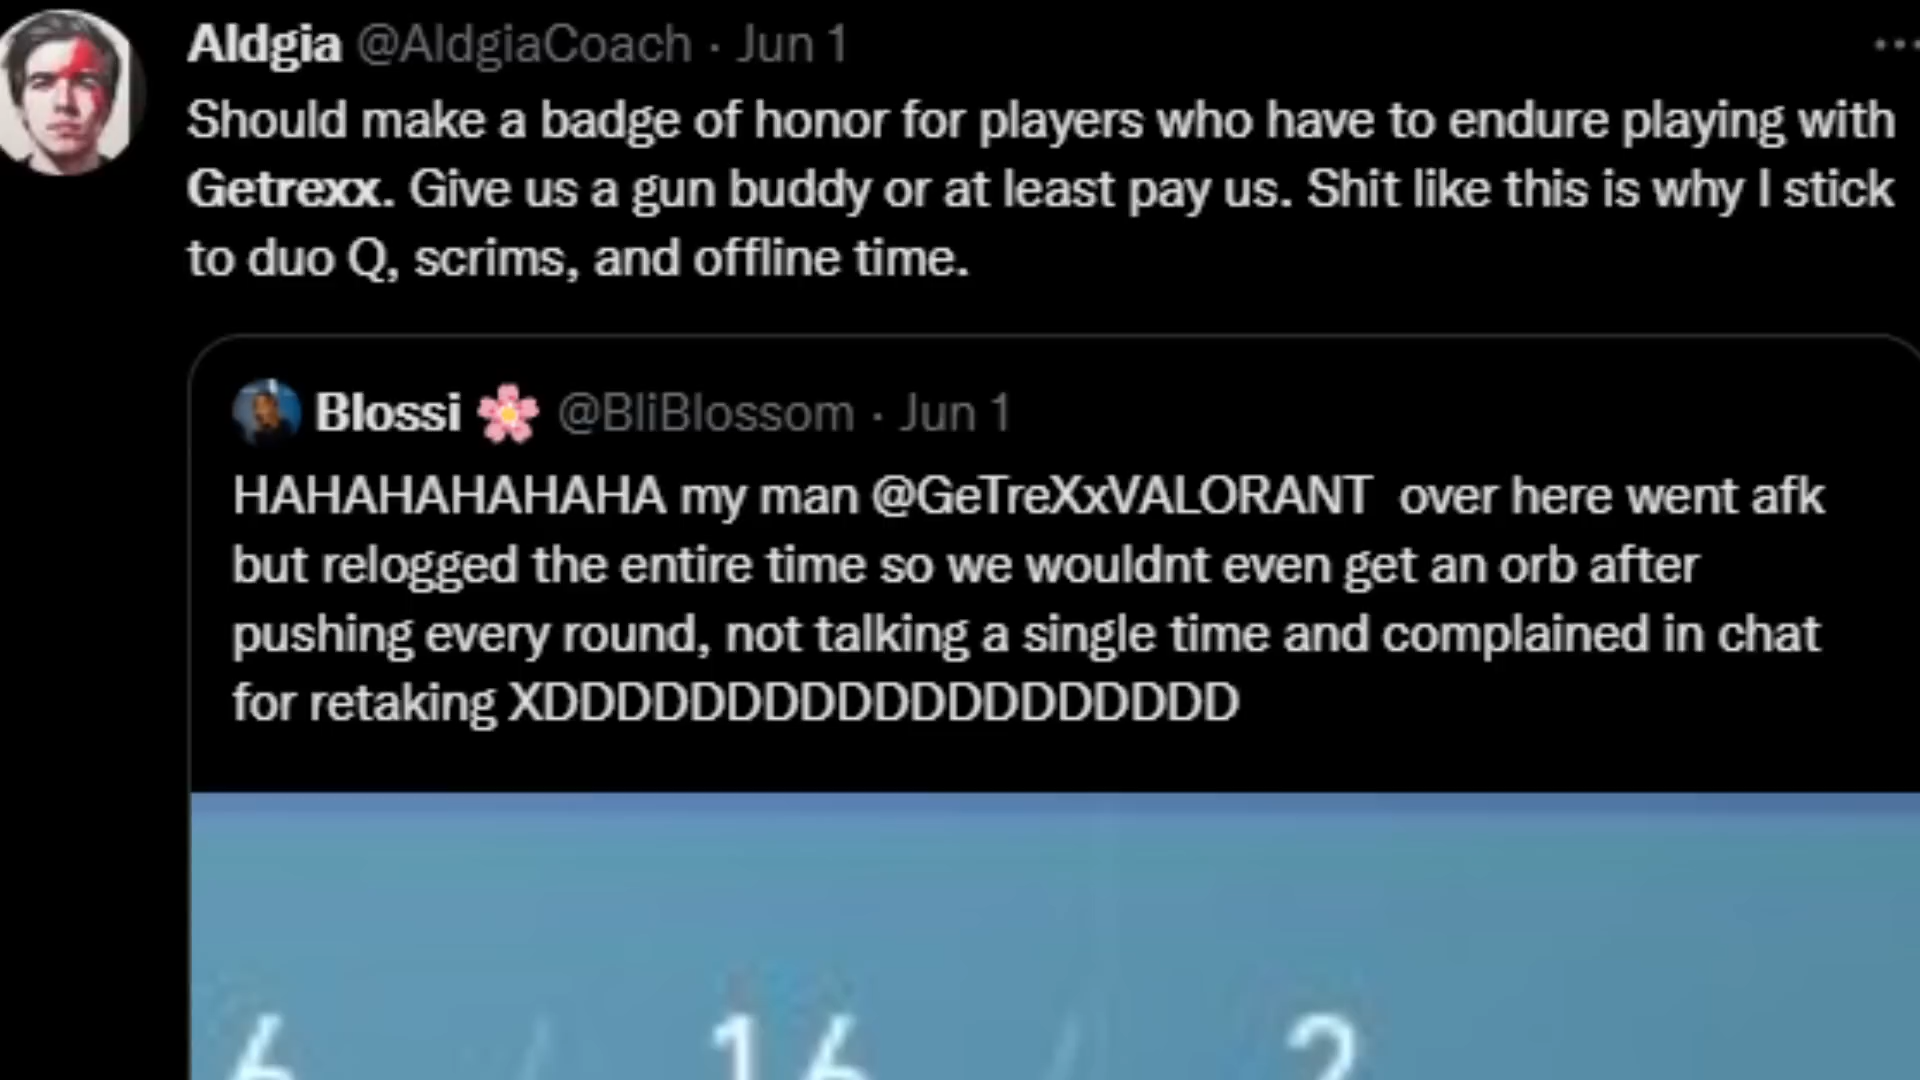 Aldgia @AldgiaCoach · Jun 1
Should make a badge of honor for players who have to endure playing with
Getrexx. Give us a gun buddy or at least pay us. Shit like this is why I stick
to duo Q, scrims, and offline time.
Blossi 🌸 @BliBlossom · Jun 1
HAHAHAHAHAHA my man @GeTreXxVALORANT over here went afk
but relogged the entire time so we wouldnt even get an orb after
pushing every round, not talking a single time and complained in chat
for retaking XDDDDDDDDDDDDDDDDDDD
6 / 16 / 2